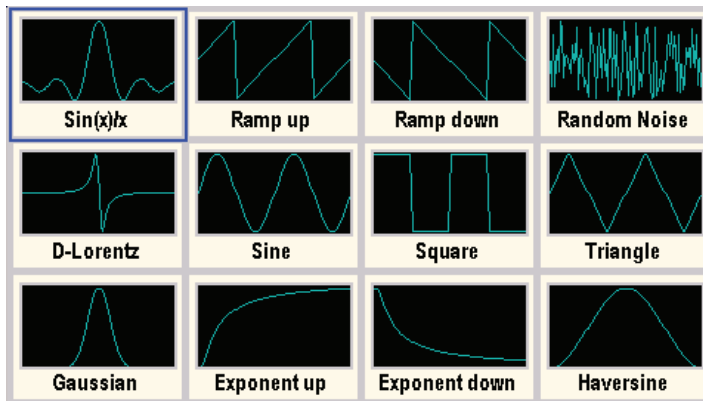 Sin(x)/x
Ramp up
Ramp down
Random Noise
D-Lorentz
Sine
Square
Triangle
Gaussian
Exponent up
Exponent down
Haversine